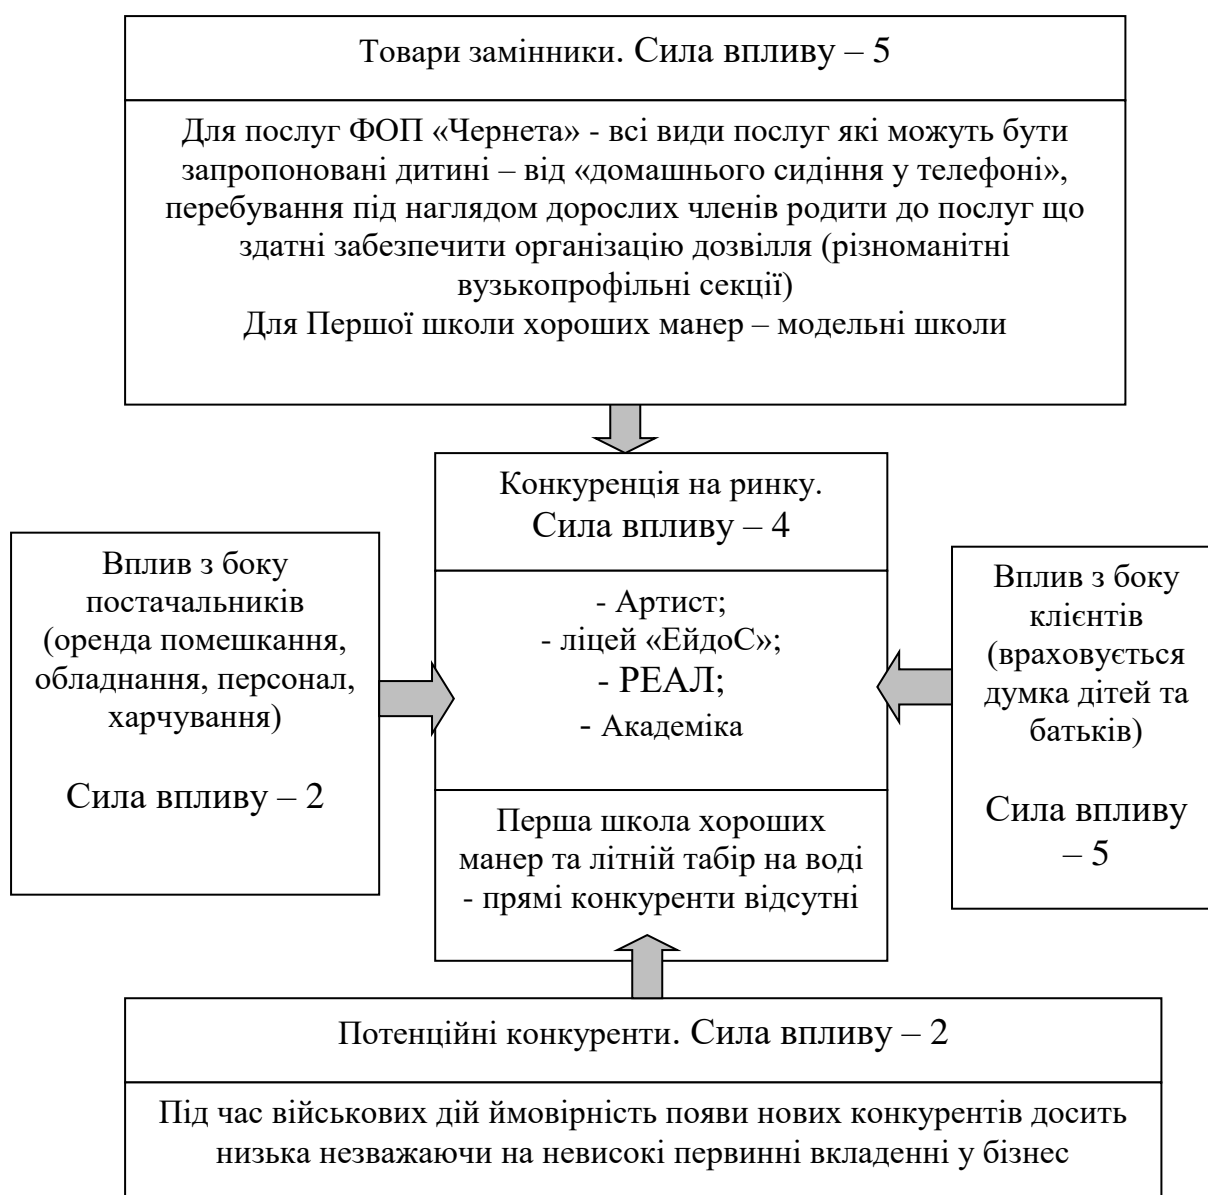 Товари замінники. Сила впливу – 5
Для послуг ФОП «Чернета» - всі види послуг які можуть бути
запропоновані дитині – від «домашнього сидіння у телефоні»,
перебування під наглядом дорослих членів родити до послуг що
здатні забезпечити організацію дозвілля (різноманітні
вузькопрофільні секції)
Для Першої школи хороших манер – модельні школи
Конкуренція на ринку.
Сила впливу – 4
- Артист;
- ліцей «ЕйдоС»;
- РЕАЛ;
- Академіка
Перша школа хороших
манер та літній табір на воді
- прямі конкуренти відсутні
Вплив з боку
постачальників
(оренда помешкання,
обладнання, персонал,
харчування)
Сила впливу – 2
Вплив з боку
клієнтів
(враховується
думка дітей та
батьків)
Сила впливу
– 5
Потенційні конкуренти. Сила впливу – 2
Під час військових дій ймовірність появи нових конкурентів досить
низька незважаючи на невисокі первинні вкладенні у бізнес